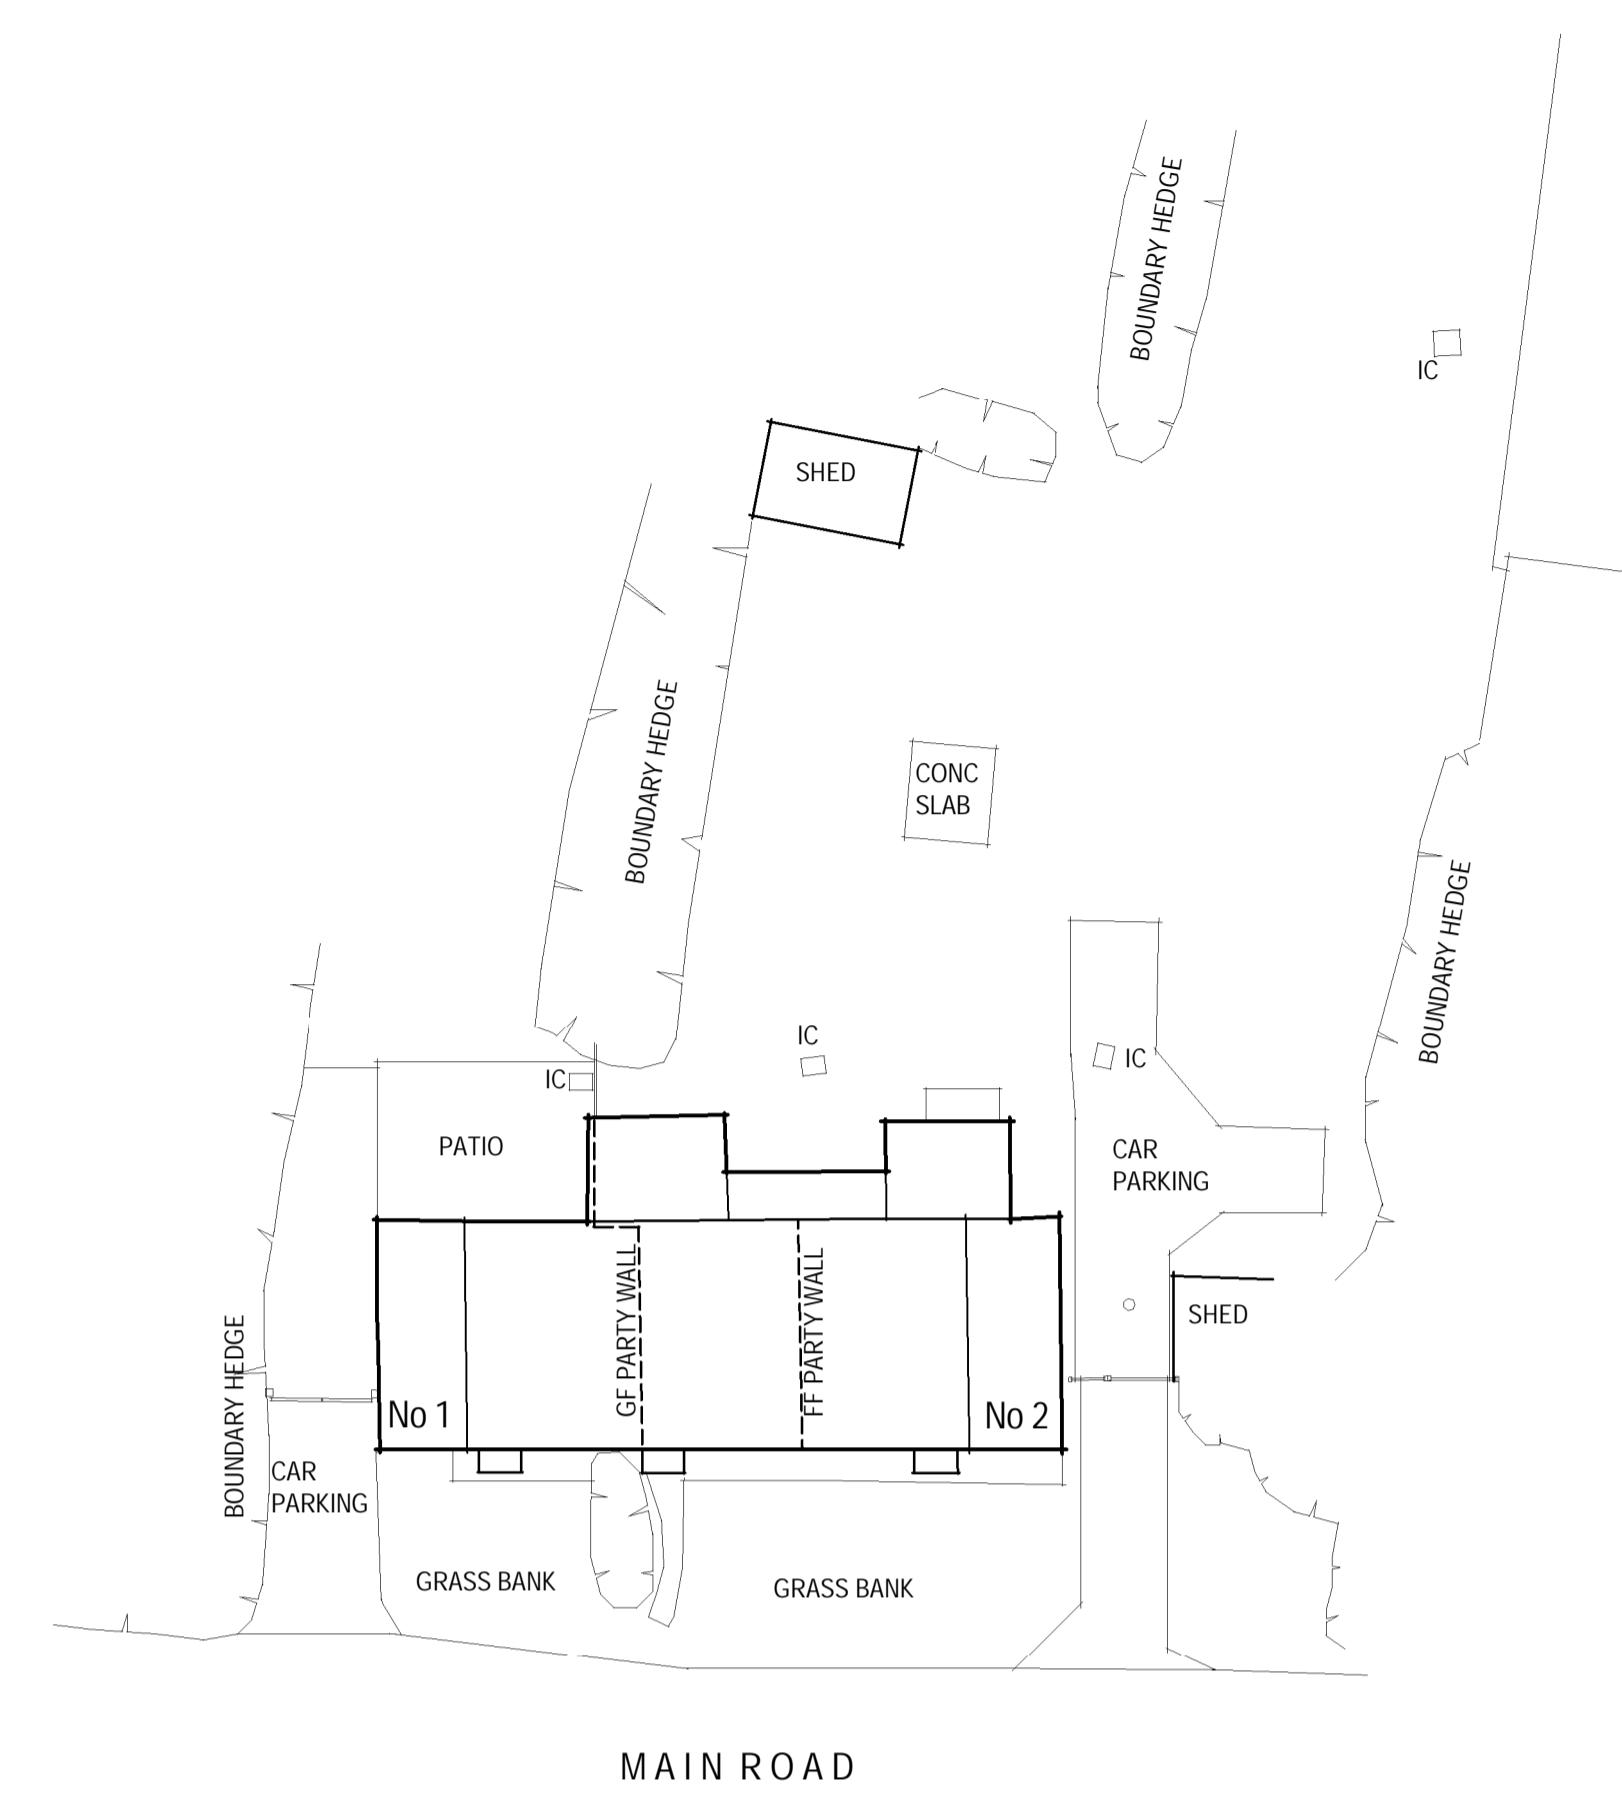 BOUNDARY HEDGE
IC
SHED
BOUNDARY HEDGE
CONC
SLAB
BOUNDARY HEDGE
IC
IC
IC
PATIO
CAR
PARKING
GF PARTY WALL
FF PARTY WALL
SHED
BOUNDARY HEDGE
No 1
No 2
CAR
PARKING
GRASS BANK
GRASS BANK
MAIN ROAD